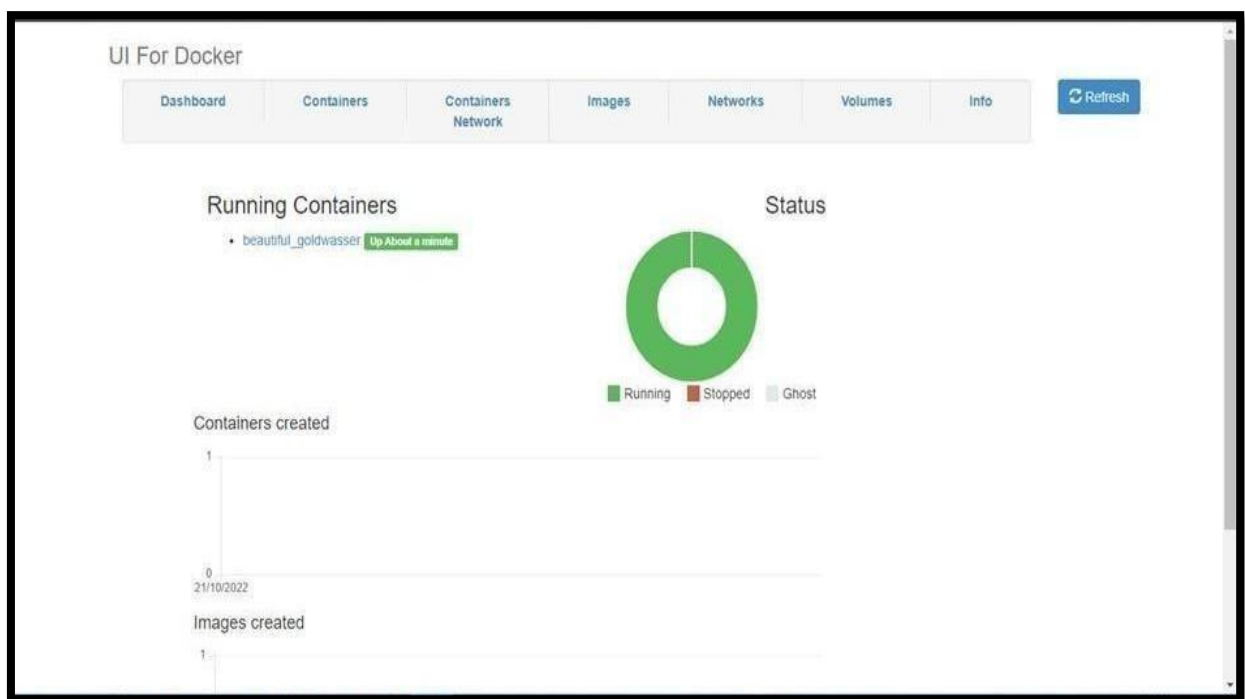 UI For Docker
Dashboard
Containers
Containers
Network
Images
Networks
Volumes
Info
Refresh
Running Containers
beautiful_goldwasser Up About a minute
Status
Running
Stopped
Ghost
Containers created
1
0
21/10/2022
Images created
1